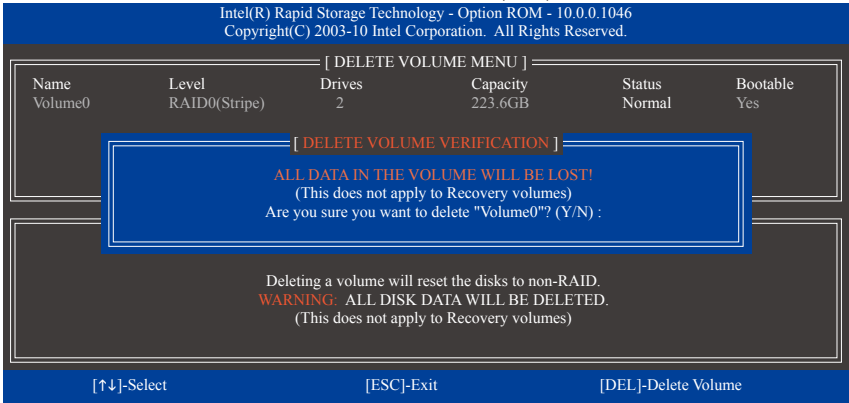 Intel(R) Rapid Storage Technology - Option ROM - 10.0.0.1046
Copyright(C) 2003-10 Intel Corporation. All Rights Reserved.
[ DELETE VOLUME MENU ]
Name Level Drives Capacity Status Bootable
Volume0 RAID0(Stripe) 2 223.6GB Normal Yes
[ DELETE VOLUME VERIFICATION ]
ALL DATA IN THE VOLUME WILL BE LOST!
(This does not apply to Recovery volumes)
Are you sure you want to delete "Volume0"? (Y/N) :
Deleting a volume will reset the disks to non-RAID.
WARNING: ALL DISK DATA WILL BE DELETED.
(This does not apply to Recovery volumes)
[↑↓]-Select [ESC]-Exit [DEL]-Delete Volume